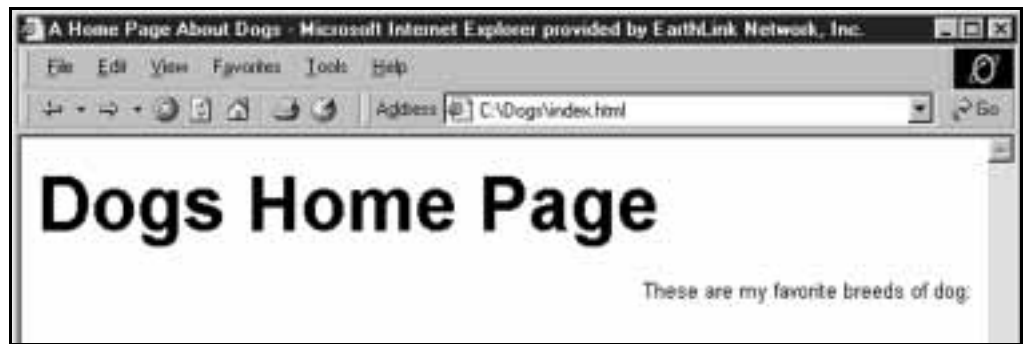 A Home Page About Dogs - Microsoft Internet Explorer provided by EarthLink Network, Inc.
File Edit View Favorites Tools Help
Address C:\Dogs\index.html Go
Dogs Home Page
These are my favorite breeds of dog: